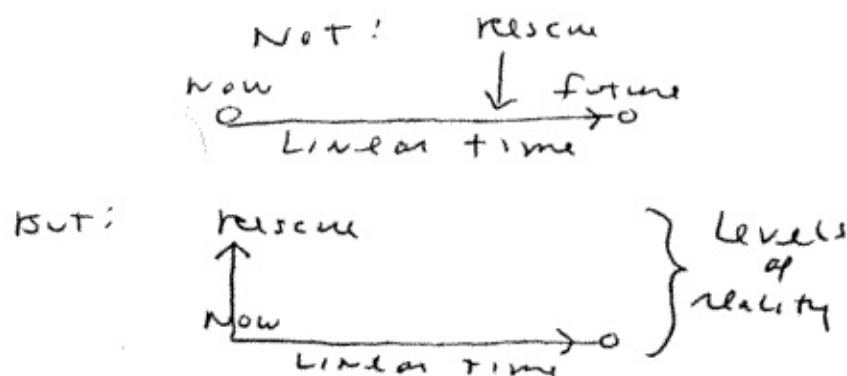 Not: rescue
Now future
Linear time
But: rescue
Levels
of
reality
Now
Linear time